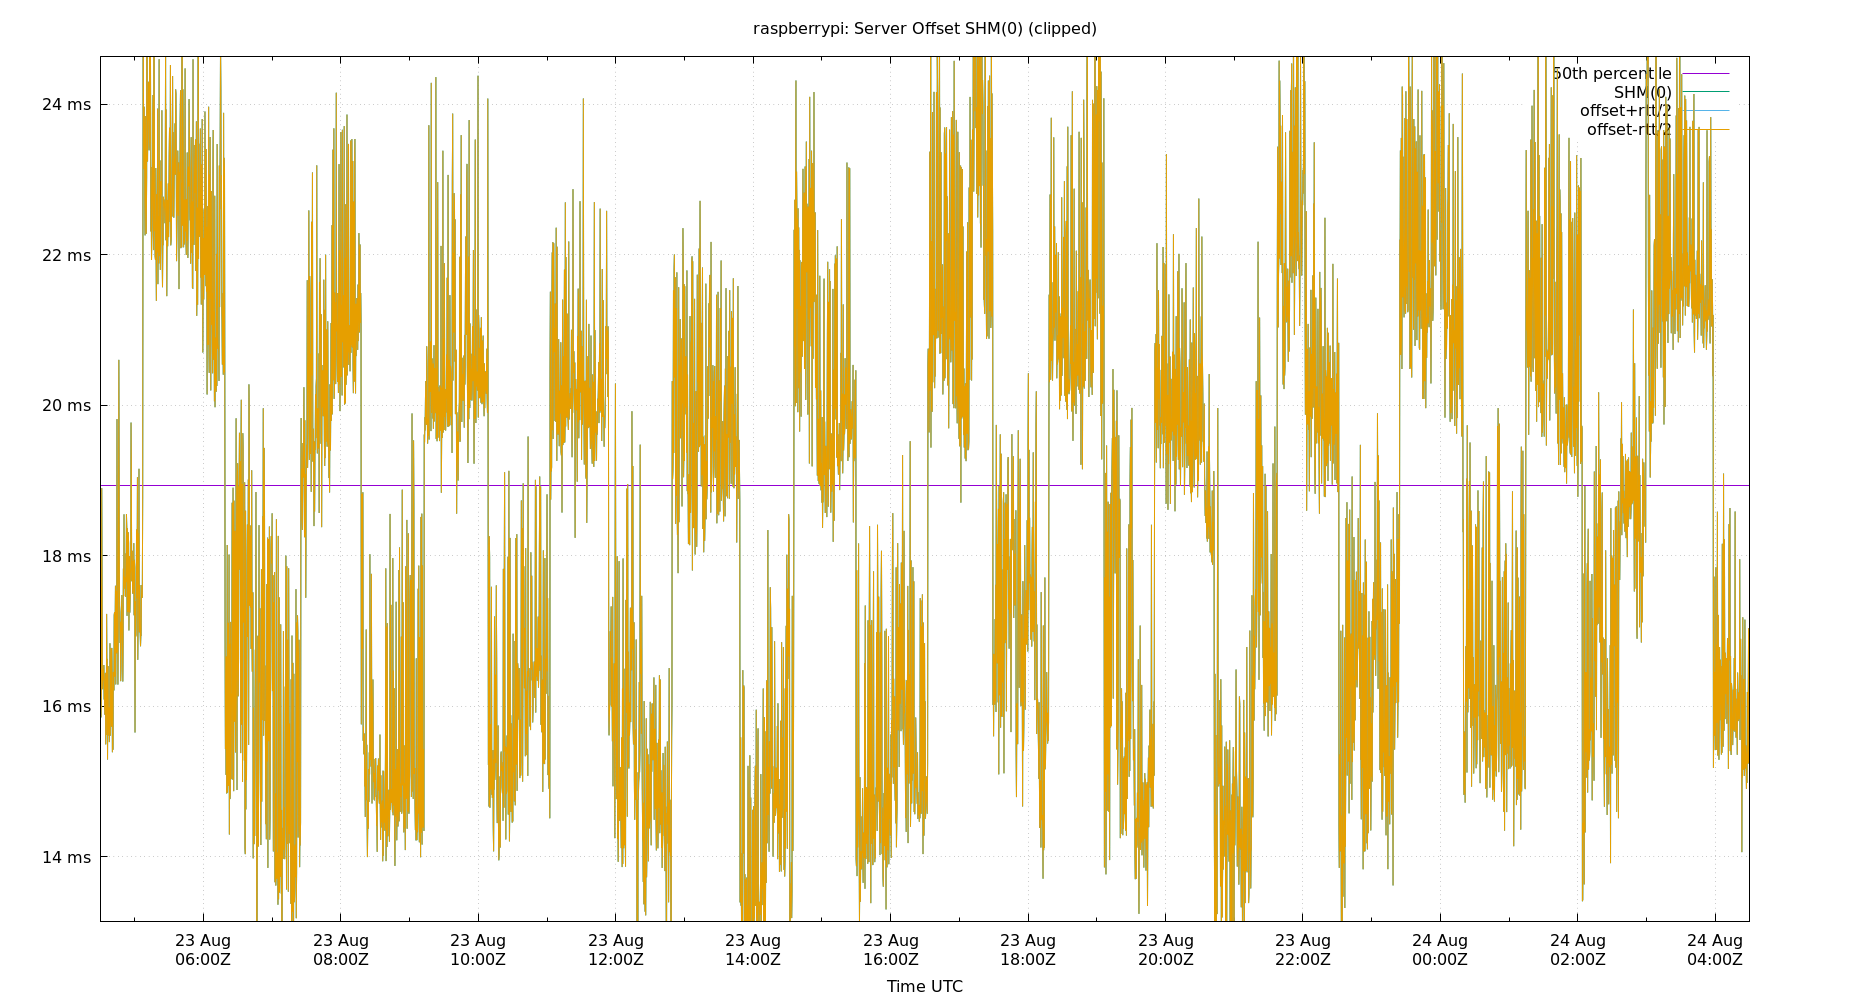 raspberrypi: Server Offset SHM(0) (clipped)
50th percentile
SHM(0)
offset+rtt/2
offset-rtt/2
24 ms
22 ms
20 ms
18 ms
16 ms
14 ms
23 Aug 23 Aug 23 Aug 23 Aug 23 Aug 23 Aug 23 Aug 23 Aug 23 Aug 24 Aug 24 Aug 24 Aug
06:00Z 08:00Z 10:00Z 12:00Z 14:00Z 16:00Z 18:00Z 20:00Z 22:00Z 00:00Z 02:00Z 04:00Z
Time UTC